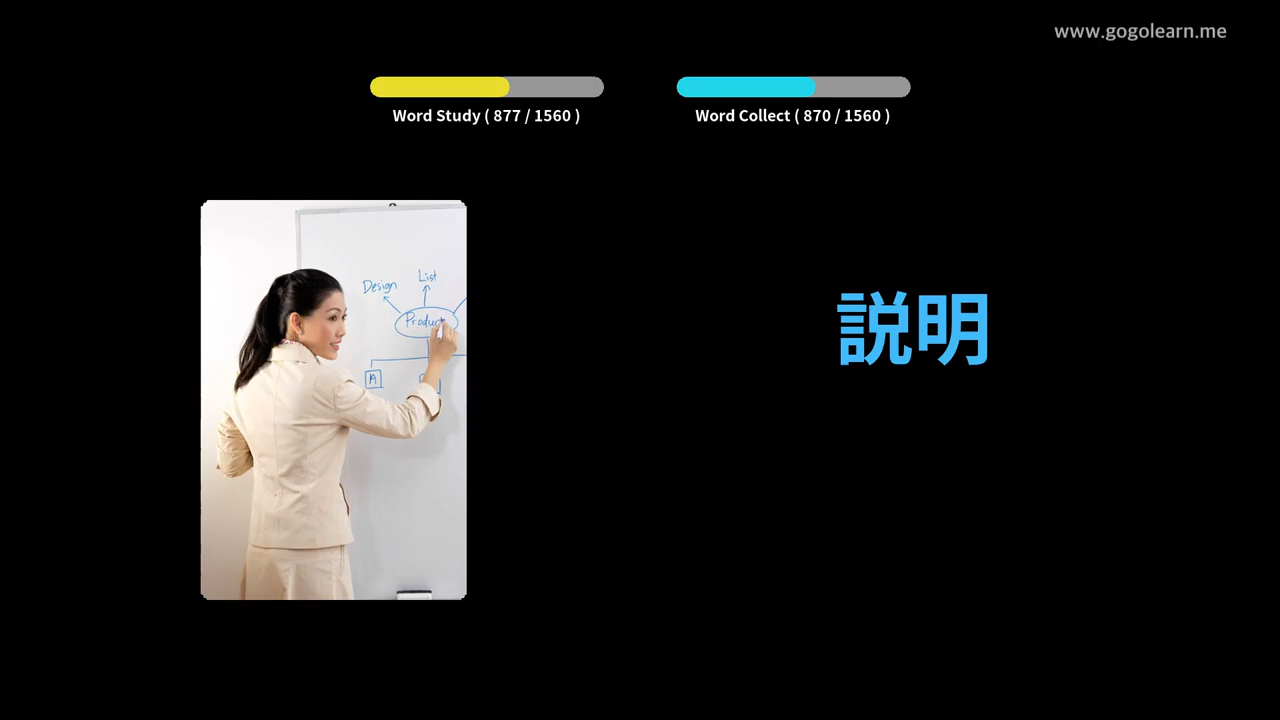 www.gogolearn.me
Word Study ( 877 / 1560 )
Word Collect ( 870 / 1560 )
説明
List
Design
Product
A